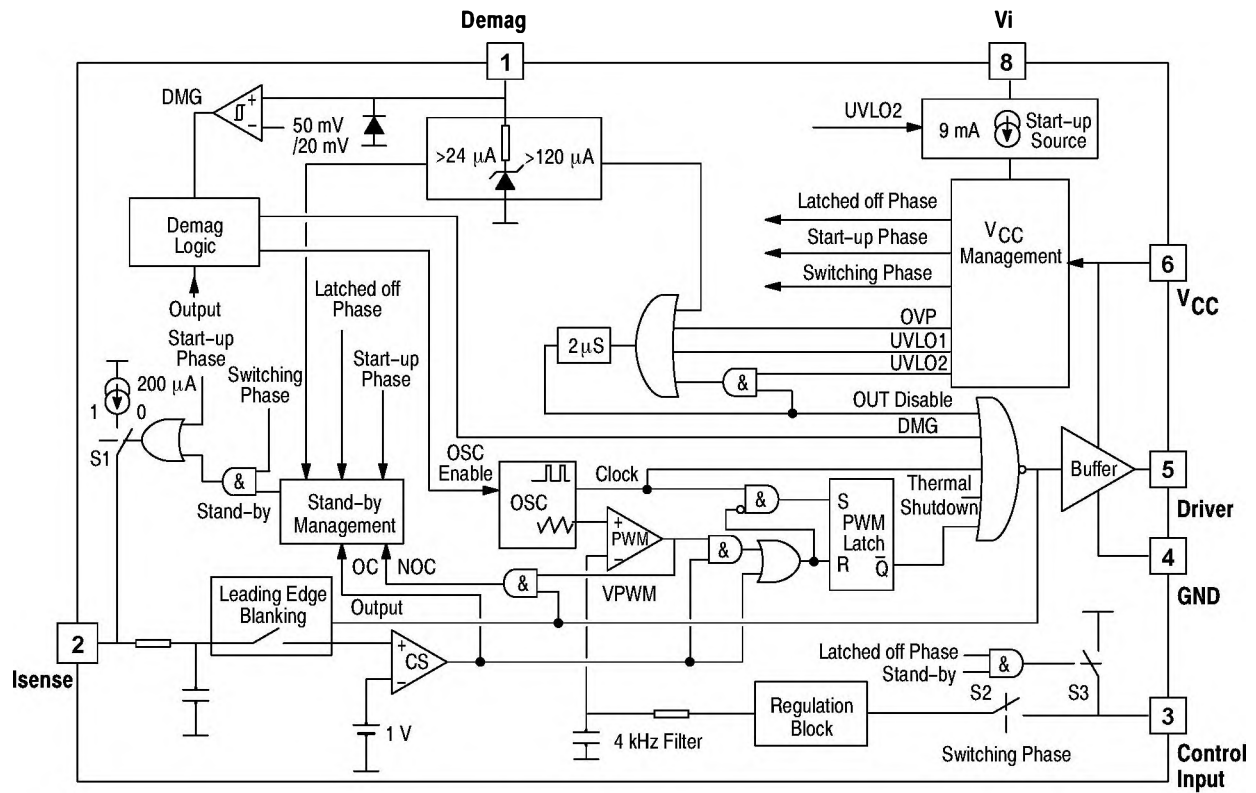 Demag
Vi
1
8
DMG
+
−
50 mV
/20 mV
>24 µA
>120 µA
UVLO2
9 mA
Start–up
Source
Demag
Logic
Latched off Phase
Start–up Phase
Switching Phase
VCC
Management
6
VCC
Output
Start–up
Phase
Latched off
Phase
Switching
Phase
Start–up
Phase
200 µA
1
0
S1
&
Stand–by
Stand–by
Management
OC
NOC
Output
2µS
OVP
UVLO1
UVLO2
&
OUT Disable
DMG
OSC
Enable
OSC
Clock
+
−
PWM
VPWM
&
&
&
S
PWM
Latch
R
Q̅
Thermal
Shutdown
Buffer
5
Driver
4
GND
Leading Edge
Blanking
2
Isense
+
−
CS
1 V
4 kHz Filter
Regulation
Block
Latched off Phase
Stand–by
&
S2
S3
Switching Phase
3
Control
Input